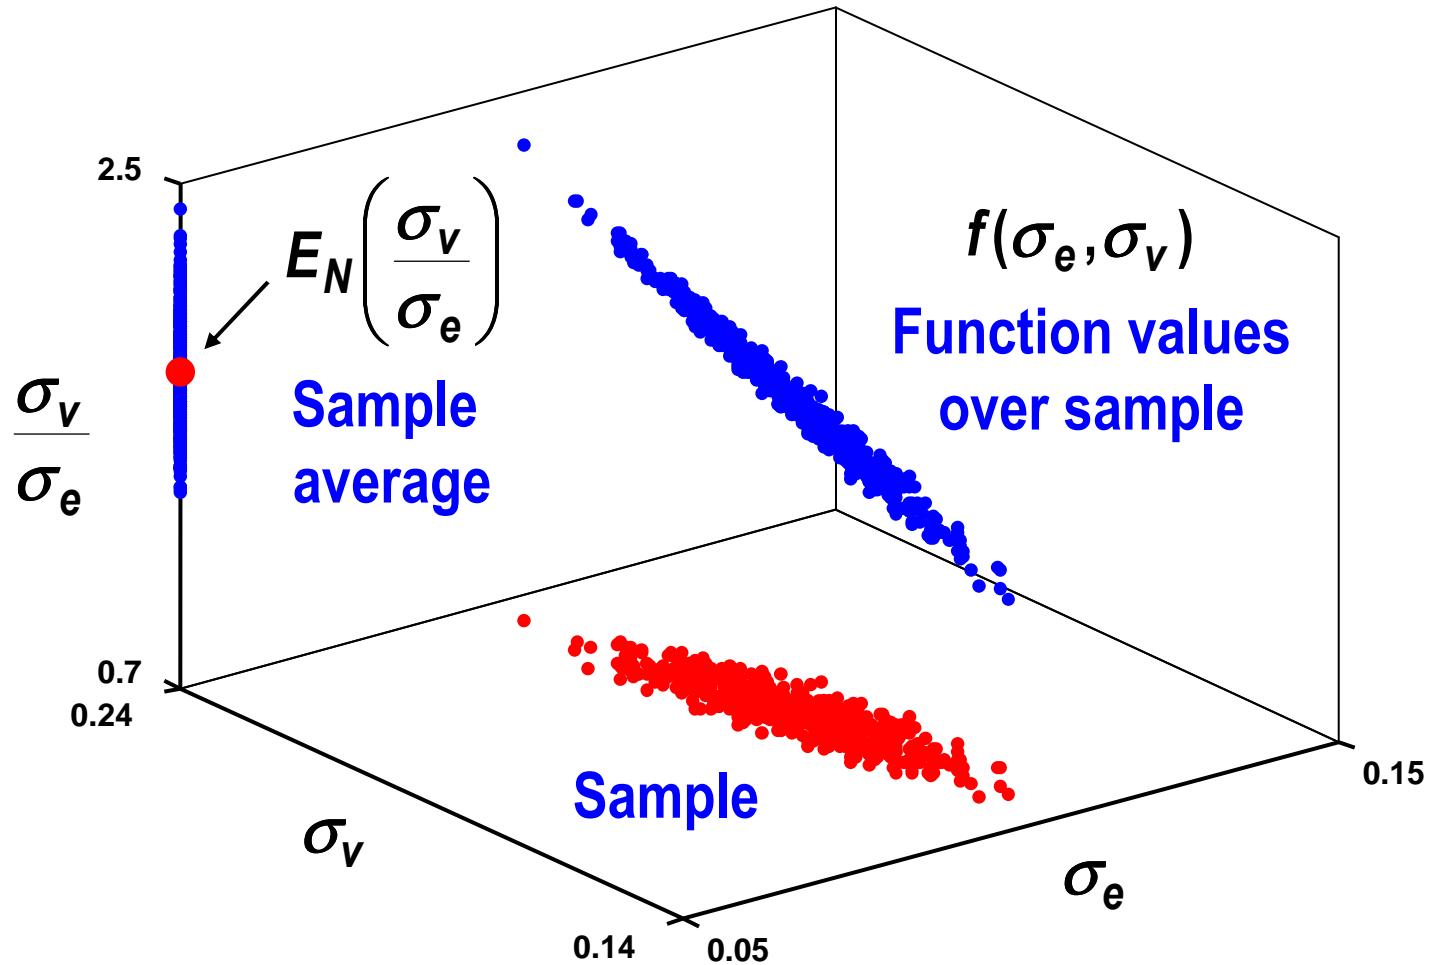 2.5
E_N(σ_v/σ_e)
f(σ_e,σ_v)
Function values
over sample
Sample
average
σ_v/σ_e
0.7
0.24
Sample
0.15
σ_v
σ_e
0.14
0.05